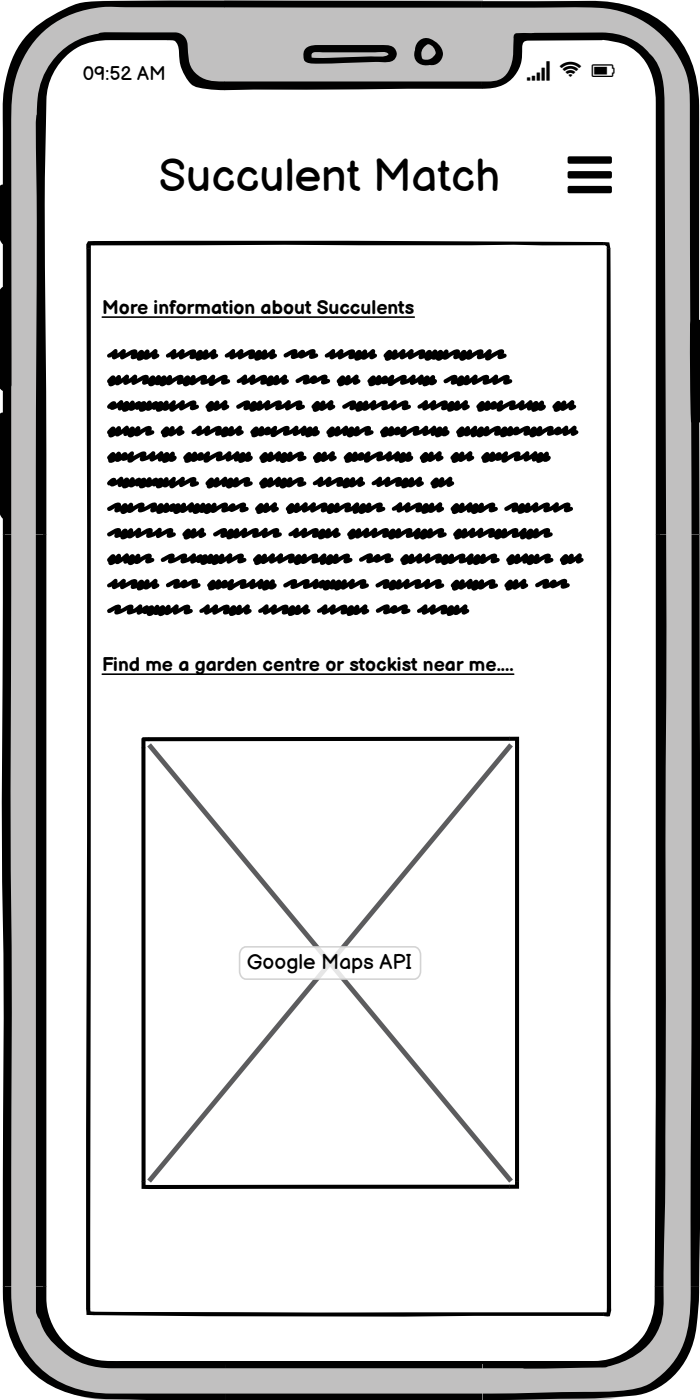 09:52 AM
Succulent Match
More information about Succulents
Find me a garden centre or stockist near me....
Google Maps API